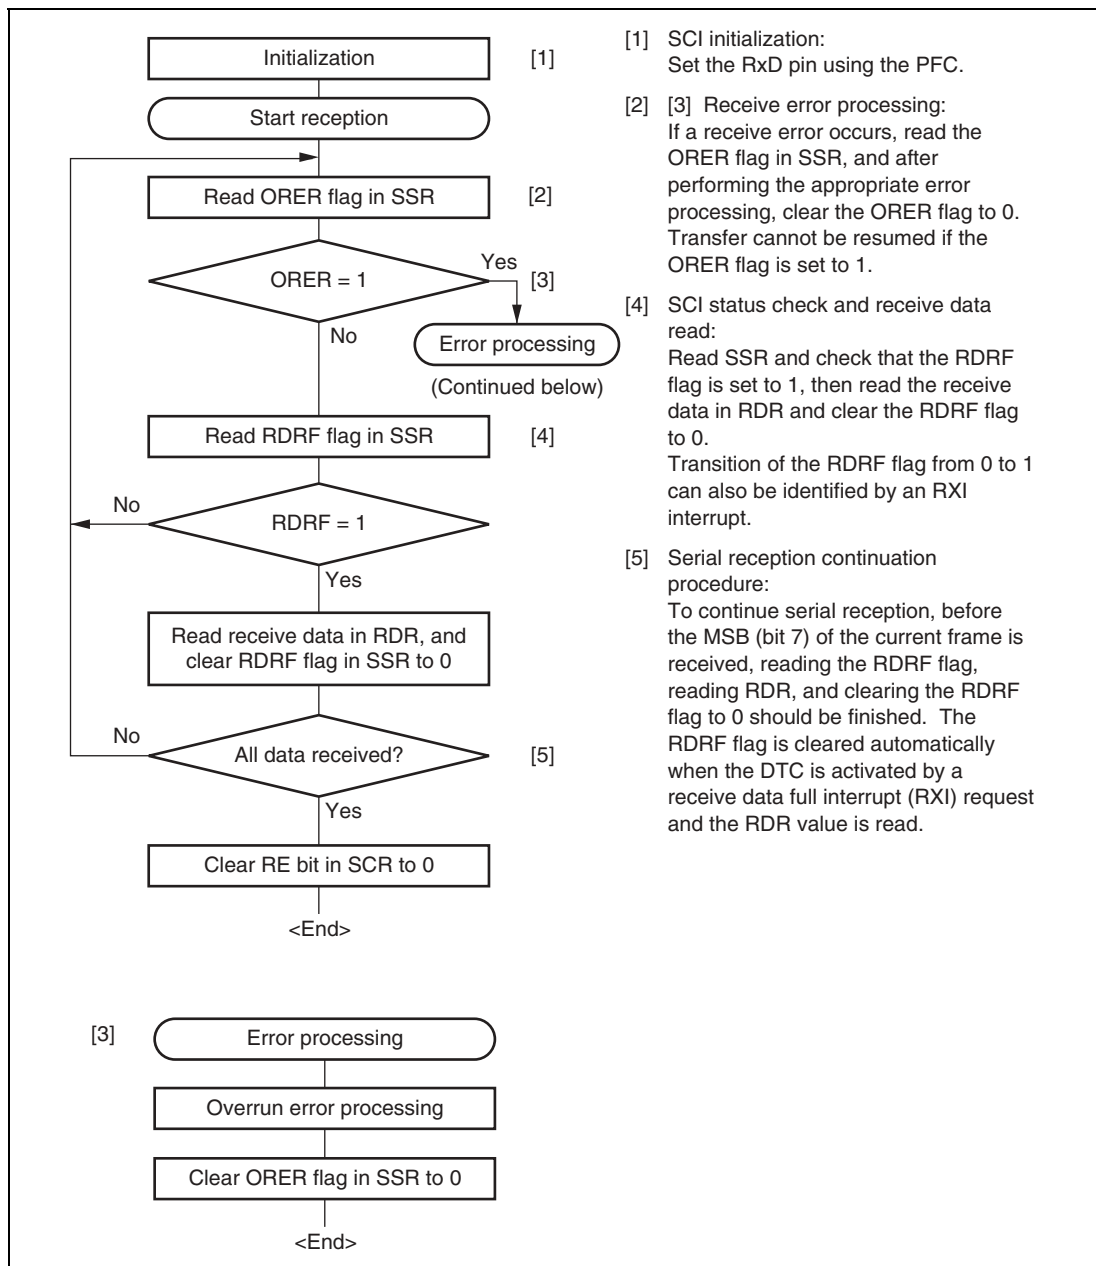 Initialization
[1]
Start reception
Read ORER flag in SSR
[2]
ORER = 1
Yes
[3]
No
Error processing
(Continued below)
Read RDRF flag in SSR
[4]
No
RDRF = 1
Yes
Read receive data in RDR, and
clear RDRF flag in SSR to 0
No
All data received?
[5]
Yes
Clear RE bit in SCR to 0
<End>
[3]
Error processing
Overrun error processing
Clear ORER flag in SSR to 0
<End>
[1] SCI initialization:
Set the RxD pin using the PFC.
[2] [3] Receive error processing:
If a receive error occurs, read the
ORER flag in SSR, and after
performing the appropriate error
processing, clear the ORER flag to 0.
Transfer cannot be resumed if the
ORER flag is set to 1.
[4] SCI status check and receive data
read:
Read SSR and check that the RDRF
flag is set to 1, then read the receive
data in RDR and clear the RDRF flag
to 0.
Transition of the RDRF flag from 0 to 1
can also be identified by an RXI
interrupt.
[5] Serial reception continuation
procedure:
To continue serial reception, before
the MSB (bit 7) of the current frame is
received, reading the RDRF flag,
reading RDR, and clearing the RDRF
flag to 0 should be finished. The
RDRF flag is cleared automatically
when the DTC is activated by a
receive data full interrupt (RXI) request
and the RDR value is read.